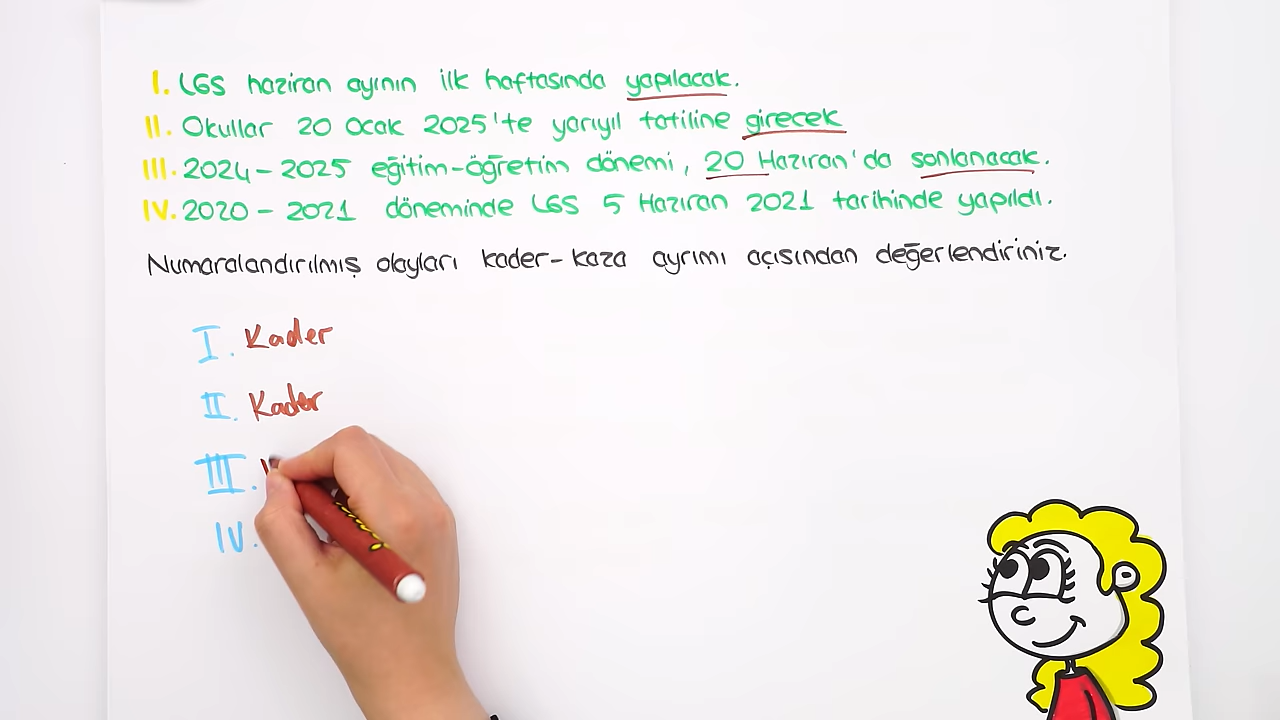 I. LGS haziran ayının ilk haftasında yapılacak.
II. Okullar 20 Ocak 2025'te yarıyıl tatiline girecek
III. 2024-2025 eğitim-öğretim dönemi, 20 Haziran'da sonlanacak.
IV. 2020-2021 döneminde LGS 5 Haziran 2021 tarihinde yapıldı.
Numaralandırılmış olayları kader-kaza ayrımı açısından değerlendiriniz.
I. Kader
II. Kader
III.
IV.